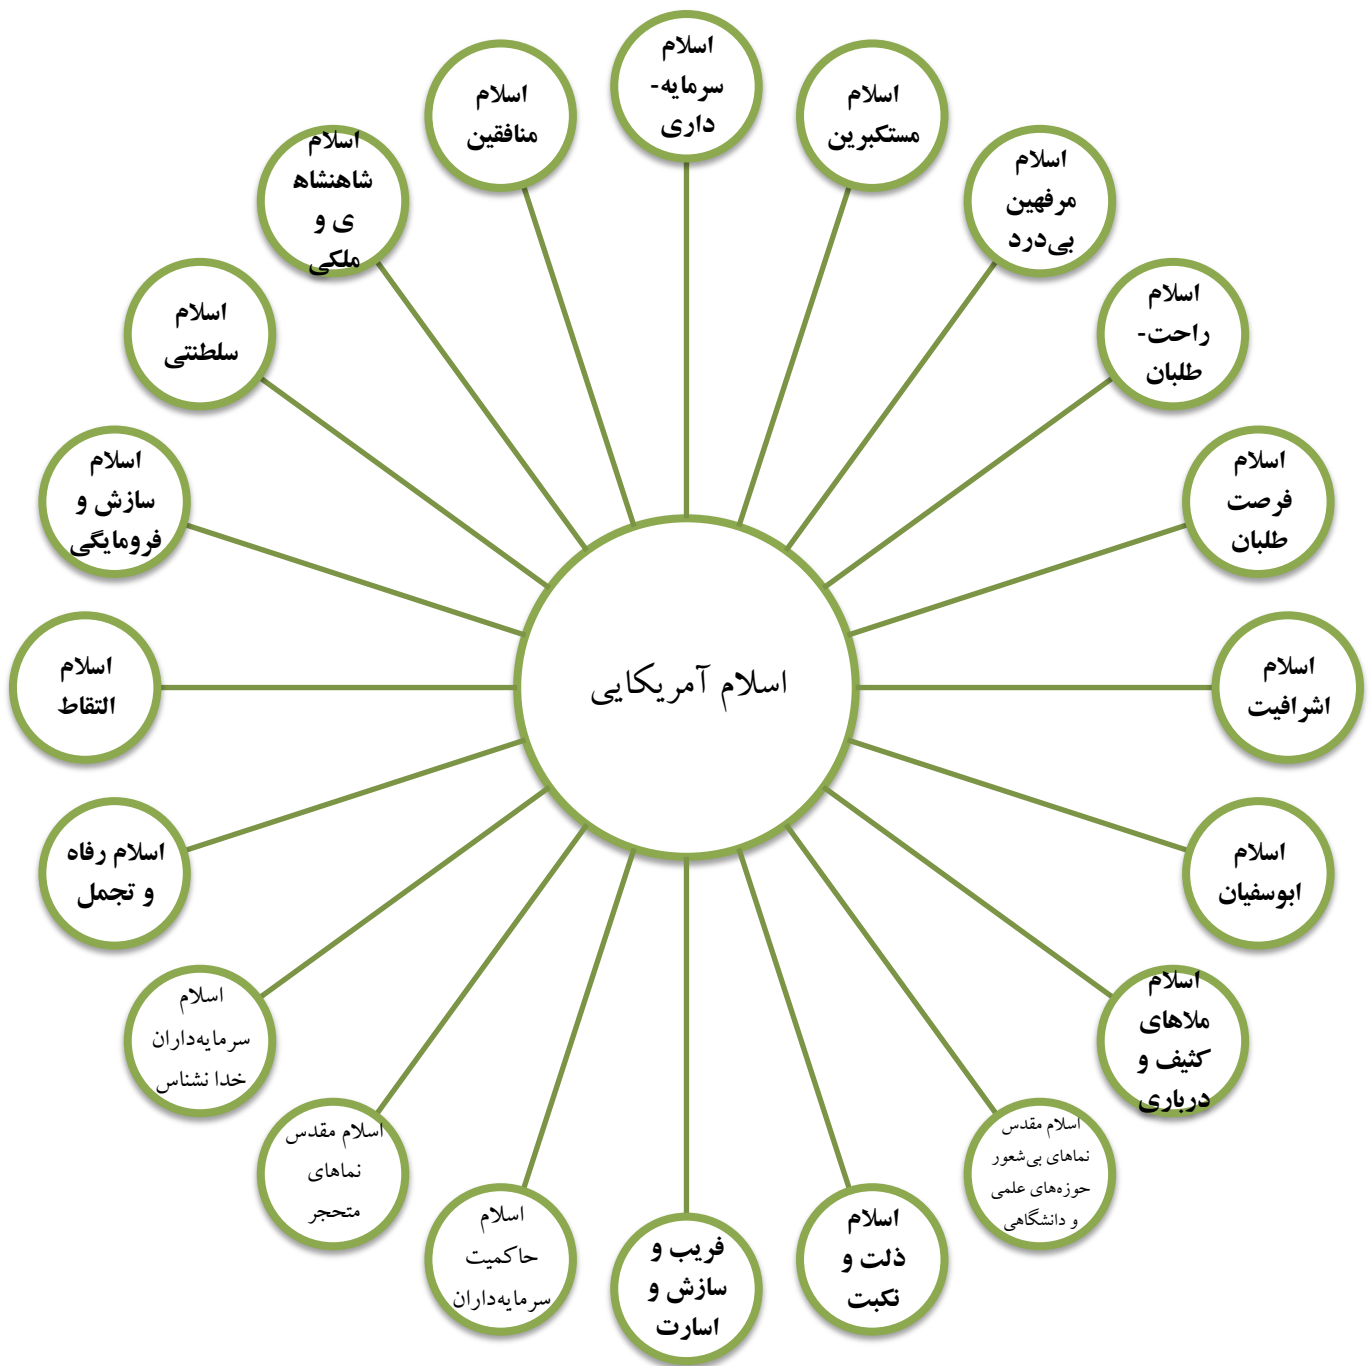 اسلام آمریکایی
اسلام
سرمایه-
داری
اسلام
مستکبرین
اسلام
مرفهین
بی‌درد
اسلام
راحت-
طلبان
اسلام
فرصت
طلبان
اسلام
اشرافیت
اسلام
ابوسفیان
اسلام
ملاهای
کثیف و
درباری
اسلام مقدس
نماهای بی‌شعور
حوزه‌های علمی
و دانشگاهی
اسلام
ذلت و
نکبت
فریب و
سازش و
اسارت
اسلام
حاکمیت
سرمایه‌داران
اسلام مقدس
نماهای
متحجر
اسلام
سرمایه‌داران
خدا نشناس
اسلام رفاه
و تجمل
اسلام
التقاط
اسلام
سازش و
فرومایگی
اسلام
سلطنتی
اسلام
شاهنشاه
ی و
ملکی
اسلام
منافقین